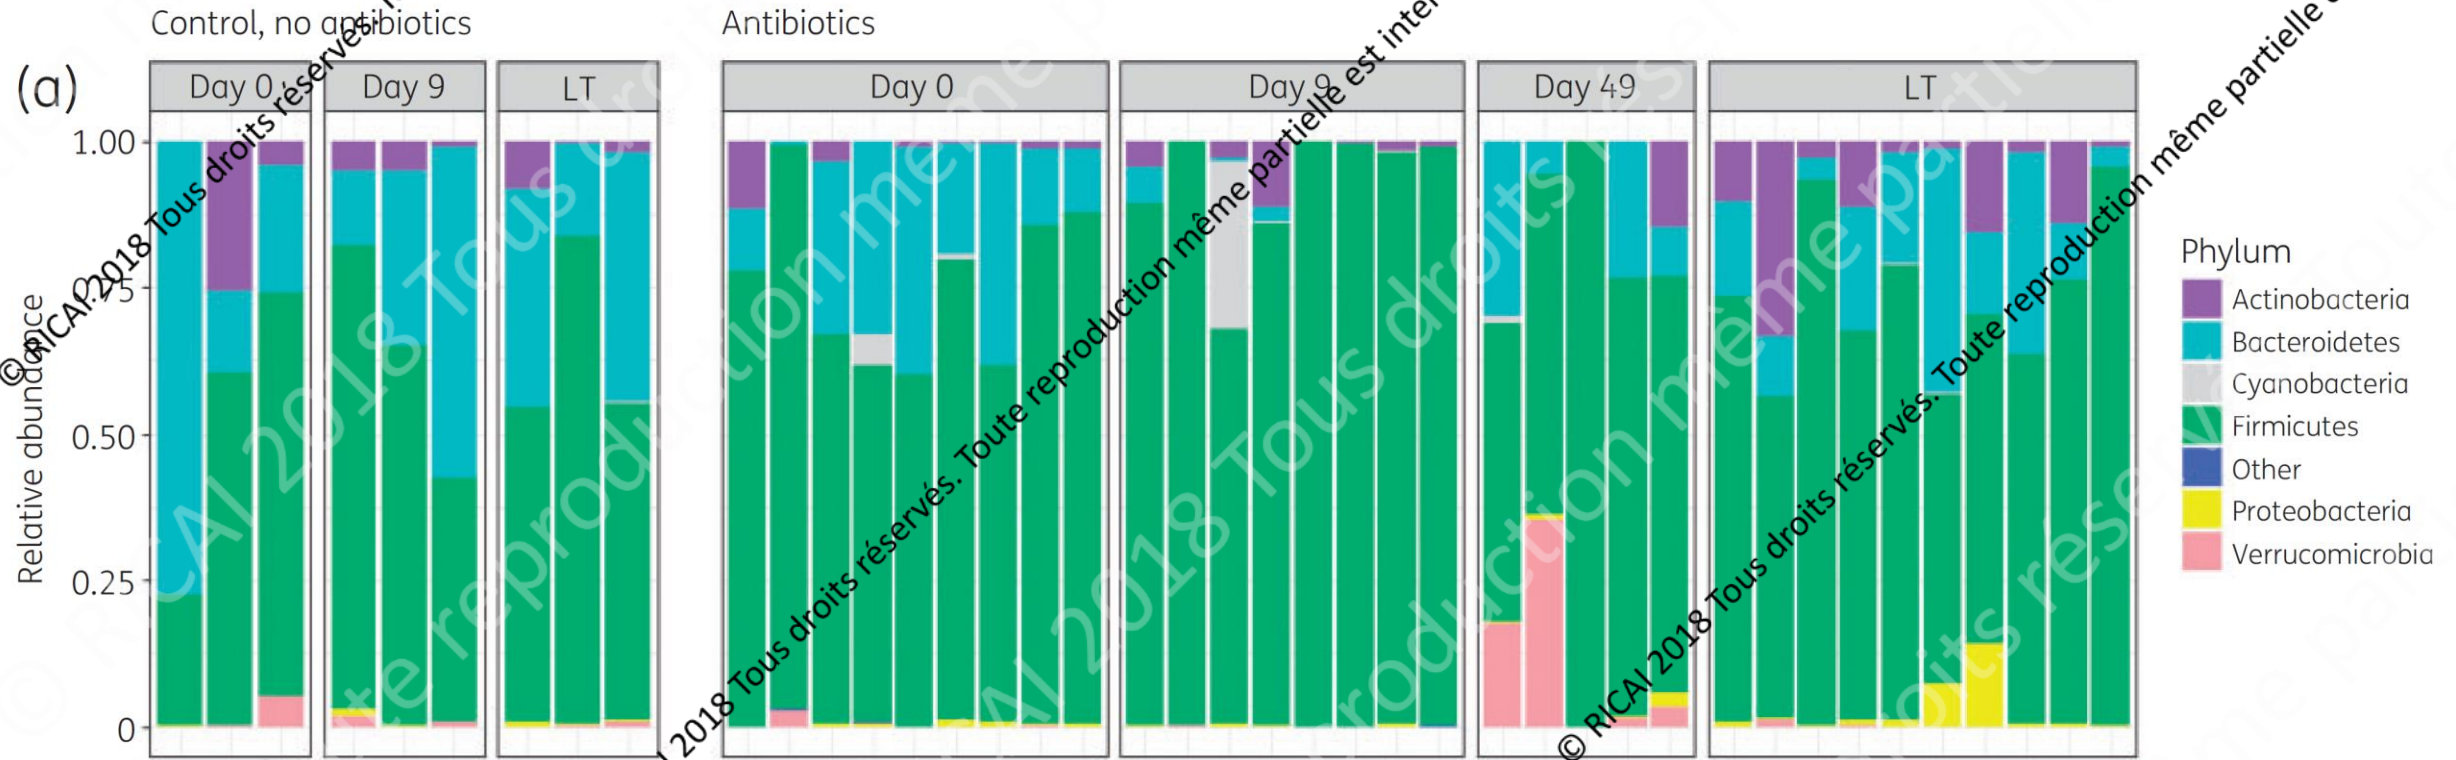 Control, no antibiotics
Antibiotics
(a)
Day 0
Day 9
LT
Day 0
Day 9
Day 49
LT
1.00
0.75
0.50
0.25
0
Relative abundance
Phylum
Actinobacteria
Bacteroidetes
Cyanobacteria
Firmicutes
Other
Proteobacteria
Verrucomicrobia
© RICAI 2018 Tous droits réservés.
2018 Tous droits réservés. Toute reproduction même partielle est inter
© RICAI 2018 Tous droits réservés. Toute reproduction même partielle